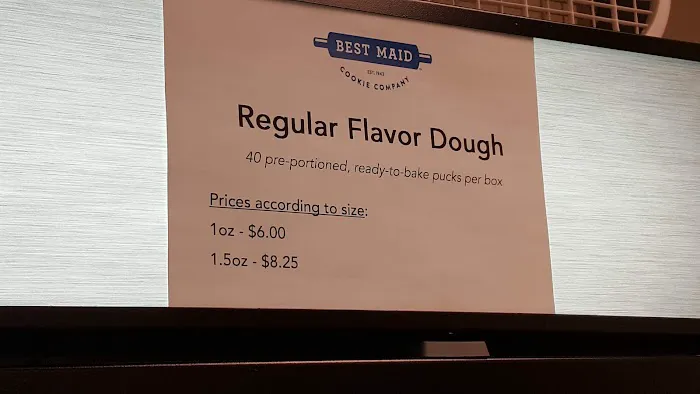 BEST MAID
EST. 1943
COOKIE COMPANY
Regular Flavor Dough
40 pre-portioned, ready-to-bake pucks per box
Prices according to size:
1oz - $6.00
1.5oz - $8.25